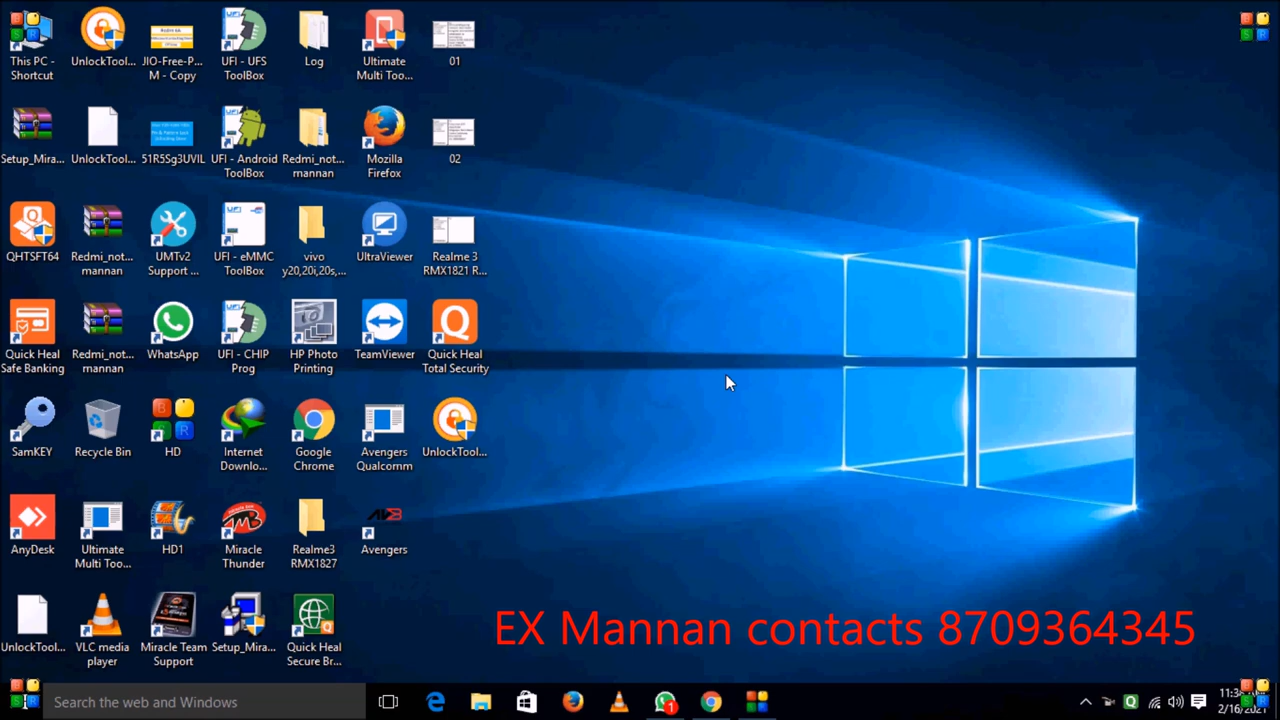 This PC -
Shortcut
UnlockTool...
JIO-Free-P...
M - Copy
UFI - UFS
ToolBox
Log
Ultimate
Multi Too...
01
Setup_Mira...
UnlockTool...
51R5Sg3UVIL
UFI - Android
ToolBox
Redmi_not...
mannan
Mozilla
Firefox
02
QHTSFT64
Redmi_not...
mannan
UMTv2
Support ...
UFI - eMMC
ToolBox
vivo
y20,20i,20s,...
UltraViewer
Realme 3
RMX1821 R...
Quick Heal
Safe Banking
Redmi_not...
mannan
WhatsApp
UFI - CHIP
Prog
HP Photo
Printing
TeamViewer
Quick Heal
Total Security
SamKEY
Recycle Bin
HD
Internet
Downlo...
Google
Chrome
Avengers
Qualcomm
UnlockTool...
AnyDesk
Ultimate
Multi Too...
HD1
Miracle
Thunder
Realme3
RMX1827
Avengers
UnlockTool...
VLC media
player
Miracle Team
Support
Setup_Mira...
Quick Heal
Secure Br...
EX Mannan contacts 8709364345
Search the web and Windows